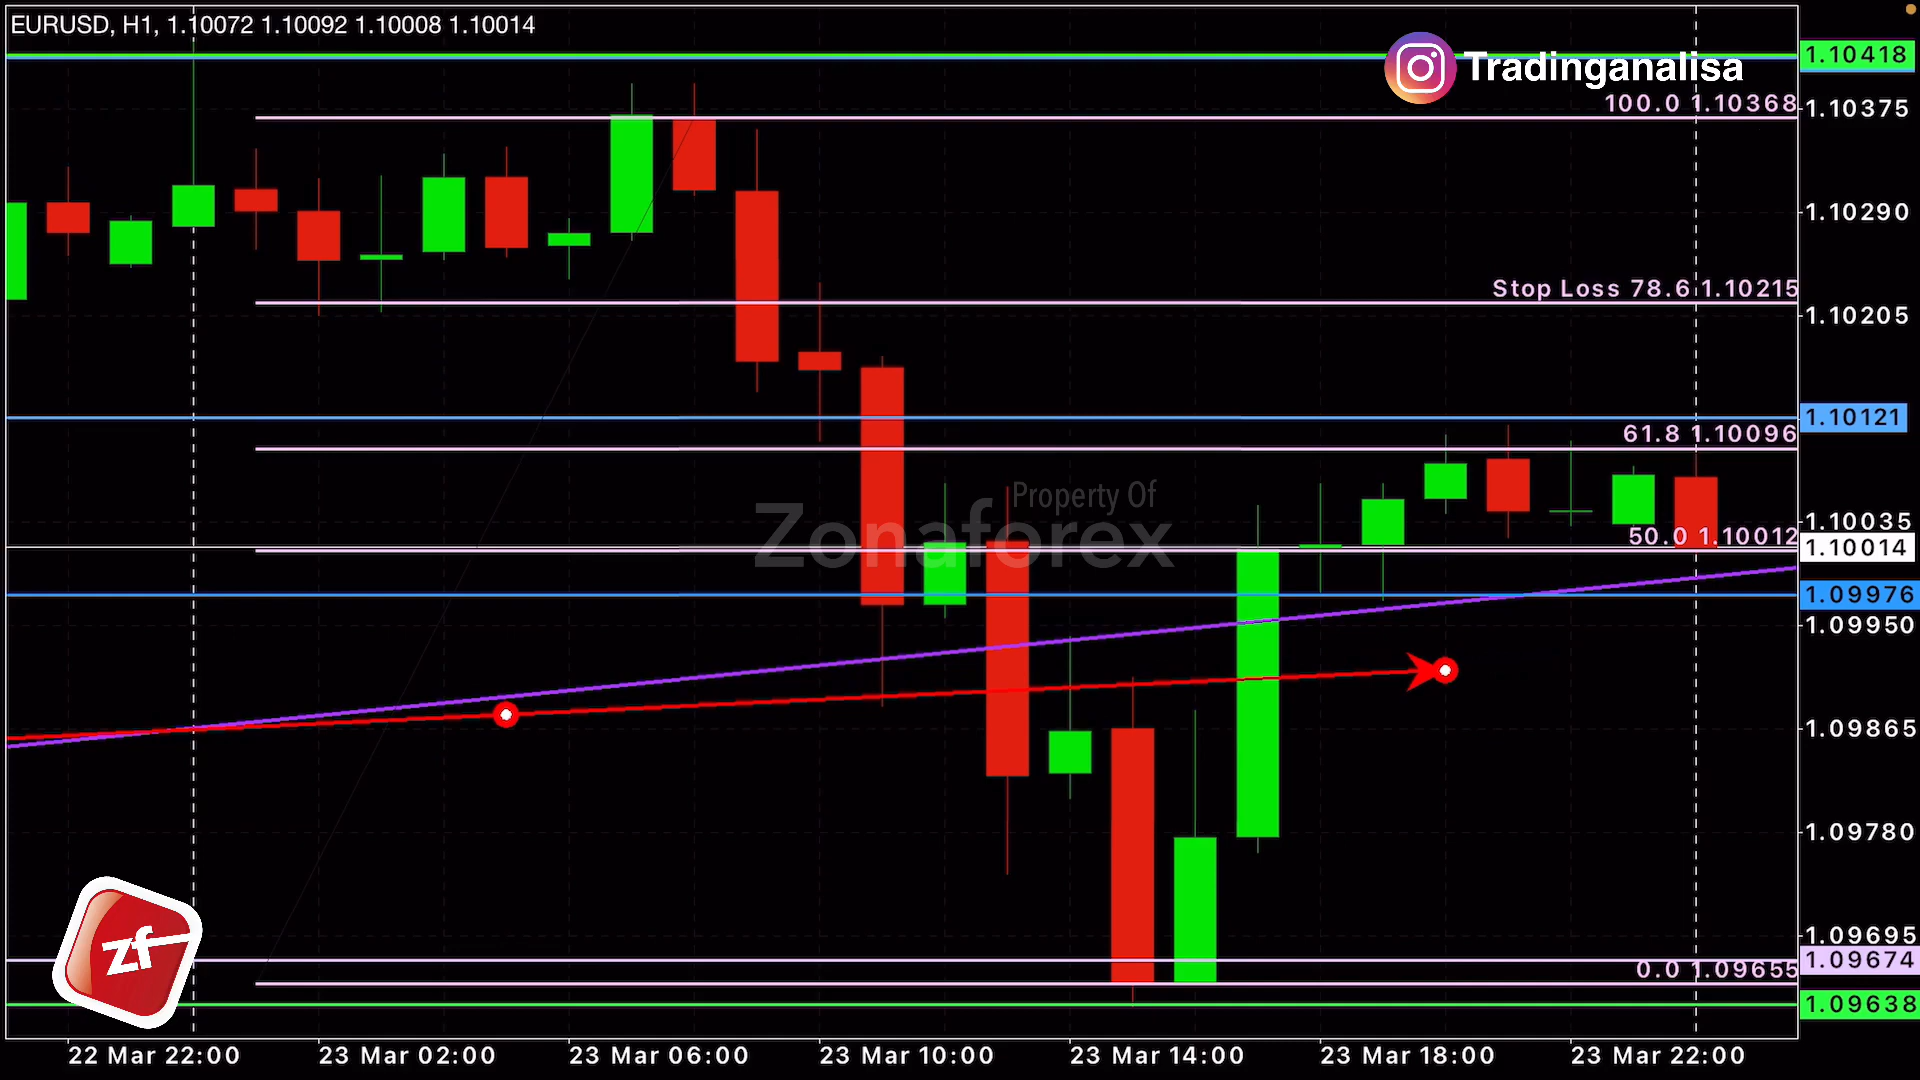 EURUSD, H1, 1.10072 1.10092 1.10008 1.10014
Tradinganalisa
1.10418
100.0 1.10368
1.10375
1.10290
Stop Loss 78.6 1.10215
1.10205
1.10121
61.8 1.10096
Property Of
Zonaforex
1.10035
50.0 1.10012
1.10014
1.09976
1.09950
1.09865
1.09780
zf
1.09695
1.09674
0.0 1.09655
1.09638
22 Mar 22:00 23 Mar 02:00 23 Mar 06:00 23 Mar 10:00 23 Mar 14:00 23 Mar 18:00 23 Mar 22:00